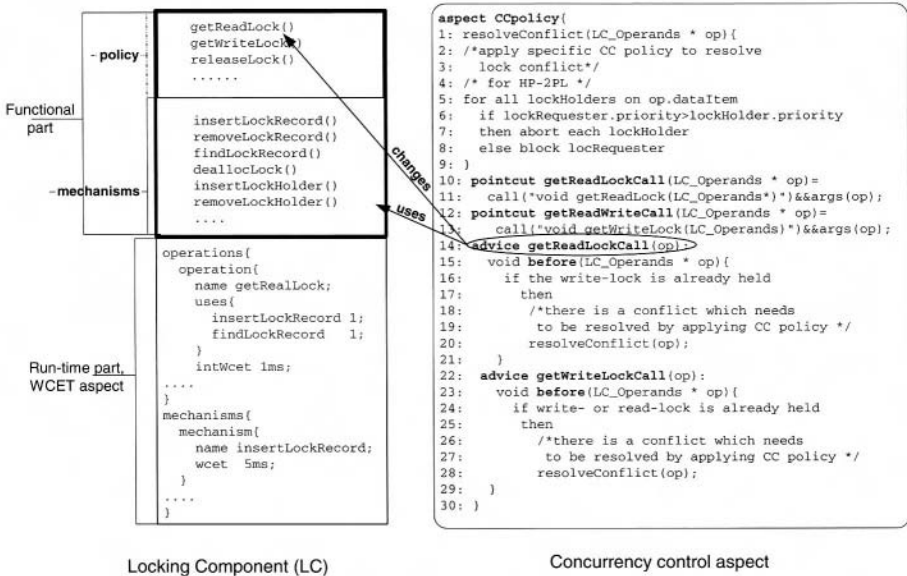 getReadLock()
getWriteLock()
releaseLock()
......
policy
Functional
part
insertLockRecord()
removeLockRecord()
findLockRecord()
deallocLock()
insertLockHolder()
removeLockHolder()
....
mechanisms
changes
uses
operations{
operation{
name getRealLock;
uses{
insertLockRecord 1;
findLockRecord 1;
}
intWcet 1ms;
....
}
mechanisms{
mechanism{
name insertLockRecord;
wcet 5ms;
}
....
}
Run-time part,
WCET aspect
Locking Component (LC)
aspect CCpolicy{
1: resolveConflict(LC_Operands * op){
2: /*apply specific CC policy to resolve
3: lock conflict*/
4: /* for HP-2PL */
5: for all lockHolders on op.dataItem
6: if lockRequester.priority>lockHolder.priority
7: then abort each lockHolder
8: else block locRequester
9: }
10: pointcut getReadLockCall(LC_Operands * op)=
11: call("void getReadLock(LC_Operands*)")&&args(op);
12: pointcut getReadWriteCall(LC_Operands * op)=
13: call("void getWriteLock(LC_Operands)")&&args(op);
14: advice getReadLockCall(op):
15: void before(LC_Operands * op){
16: if the write-lock is already held
17: then
18: /*there is a conflict which needs
19: to be resolved by applying CC policy */
20: resolveConflict(op);
21: }
22: advice getWriteLockCall(op):
23: void before(LC_Operands * op){
24: if write- or read-lock is already held
25: then
26: /*there is a conflict which needs
27: to be resolved by applying CC policy */
28: resolveConflict(op);
29: }
30: }
Concurrency control aspect